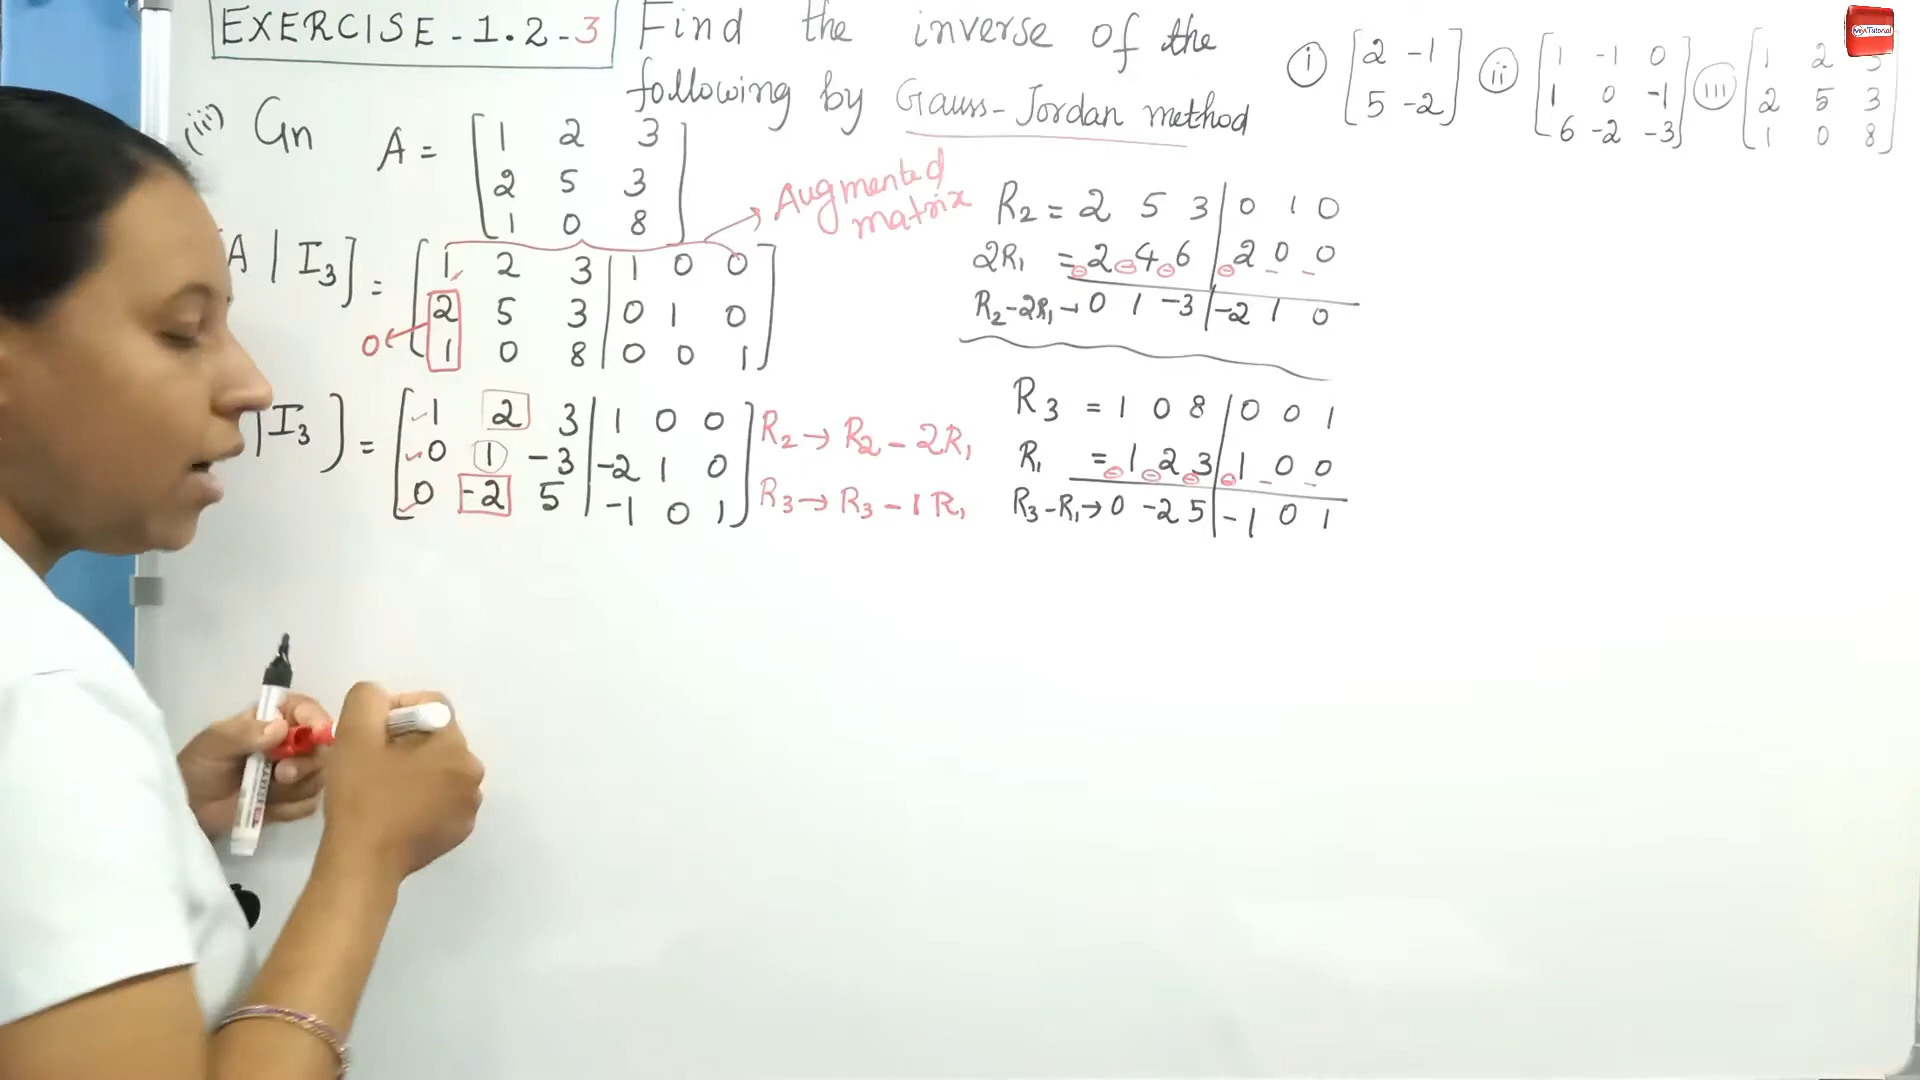 EXERCISE - 1.2 - 3 Find the inverse of the
following by Gauss-Jordan method
(i) [2 -1
5 -2]
(ii) [1 -1 0
1 0 -1
6 -2 -3]
(iii) [1 2
2 5 3
1 0 8]
(iii) Gn A = [1 2 3
2 5 3
1 0 8]
Augmented
matrix
A | I3] = [1 2 3 | 1 0 0
2 5 3 | 0 1 0
1 0 8 | 0 0 1]
0
| I3] = [1 2 3 | 1 0 0
0 1 -3 | -2 1 0
0 -2 5 | -1 0 1]
R2 → R2 - 2R1
R3 → R3 - 1R1
R2 = 2 5 3 | 0 1 0
2R1 = 2 4 6 | 2 0 0
R2-2R1 → 0 1 -3 | -2 1 0
R3 = 1 0 8 | 0 0 1
R1 = 1 2 3 | 1 0 0
R3-R1 → 0 -2 5 | -1 0 1